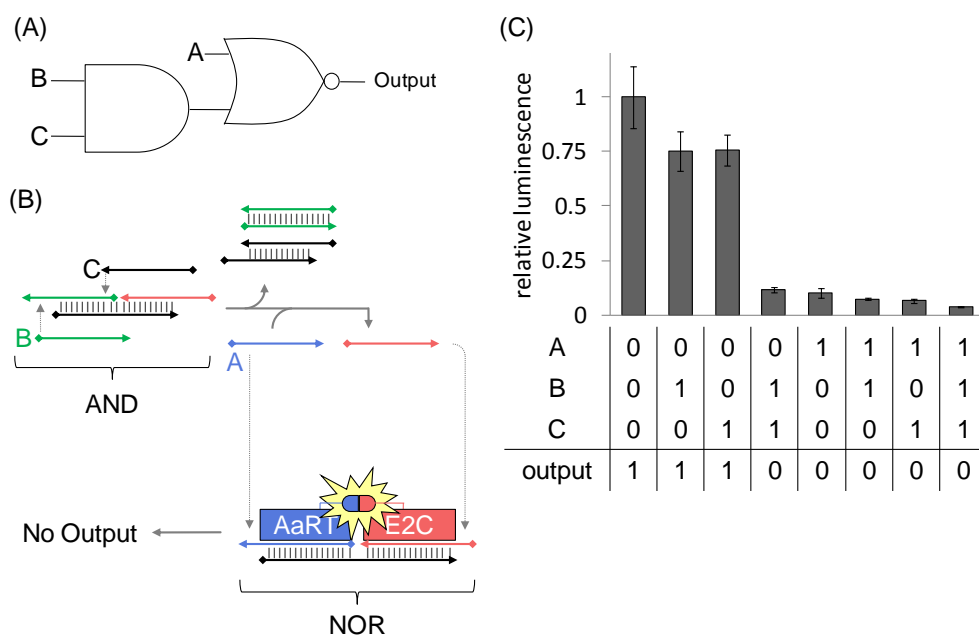 (A)
A
B
C
Output
(B)
C
B
A
AND
No Output
AaRT E2C
NOR
(C)
relative luminescence
1
0.75
0.5
0.25
0
A 0 0 0 0 1 1 1 1
B 0 1 0 1 0 1 0 1
C 0 0 1 1 0 0 1 1
output 1 1 1 0 0 0 0 0